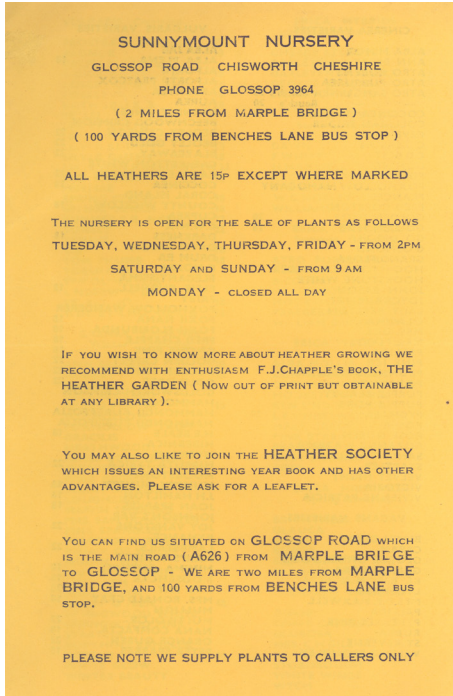 SUNNYMOUNT NURSERY
GLOSSOP ROAD CHISWORTH CHESHIRE
PHONE GLOSSOP 3964
( 2 MILES FROM MARPLE BRIDGE )
( 100 YARDS FROM BENCHES LANE BUS STOP )
ALL HEATHERS ARE 15P EXCEPT WHERE MARKED
THE NURSERY IS OPEN FOR THE SALE OF PLANTS AS FOLLOWS
TUESDAY, WEDNESDAY, THURSDAY, FRIDAY - FROM 2PM
SATURDAY AND SUNDAY - FROM 9 AM
MONDAY - CLOSED ALL DAY
IF YOU WISH TO KNOW MORE ABOUT HEATHER GROWING WE
RECOMMEND WITH ENTHUSIASM F.J.CHAPPLE'S BOOK, THE
HEATHER GARDEN ( NOW OUT OF PRINT BUT OBTAINABLE
AT ANY LIBRARY ).
YOU MAY ALSO LIKE TO JOIN THE HEATHER SOCIETY
WHICH ISSUES AN INTERESTING YEAR BOOK AND HAS OTHER
ADVANTAGES. PLEASE ASK FOR A LEAFLET.
YOU CAN FIND US SITUATED ON GLOSSOP ROAD WHICH
IS THE MAIN ROAD ( A626 ) FROM MARPLE BRIDGE
TO GLOSSOP - WE ARE TWO MILES FROM MARPLE
BRIDGE, AND 100 YARDS FROM BENCHES LANE BUS
STOP.
PLEASE NOTE WE SUPPLY PLANTS TO CALLERS ONLY